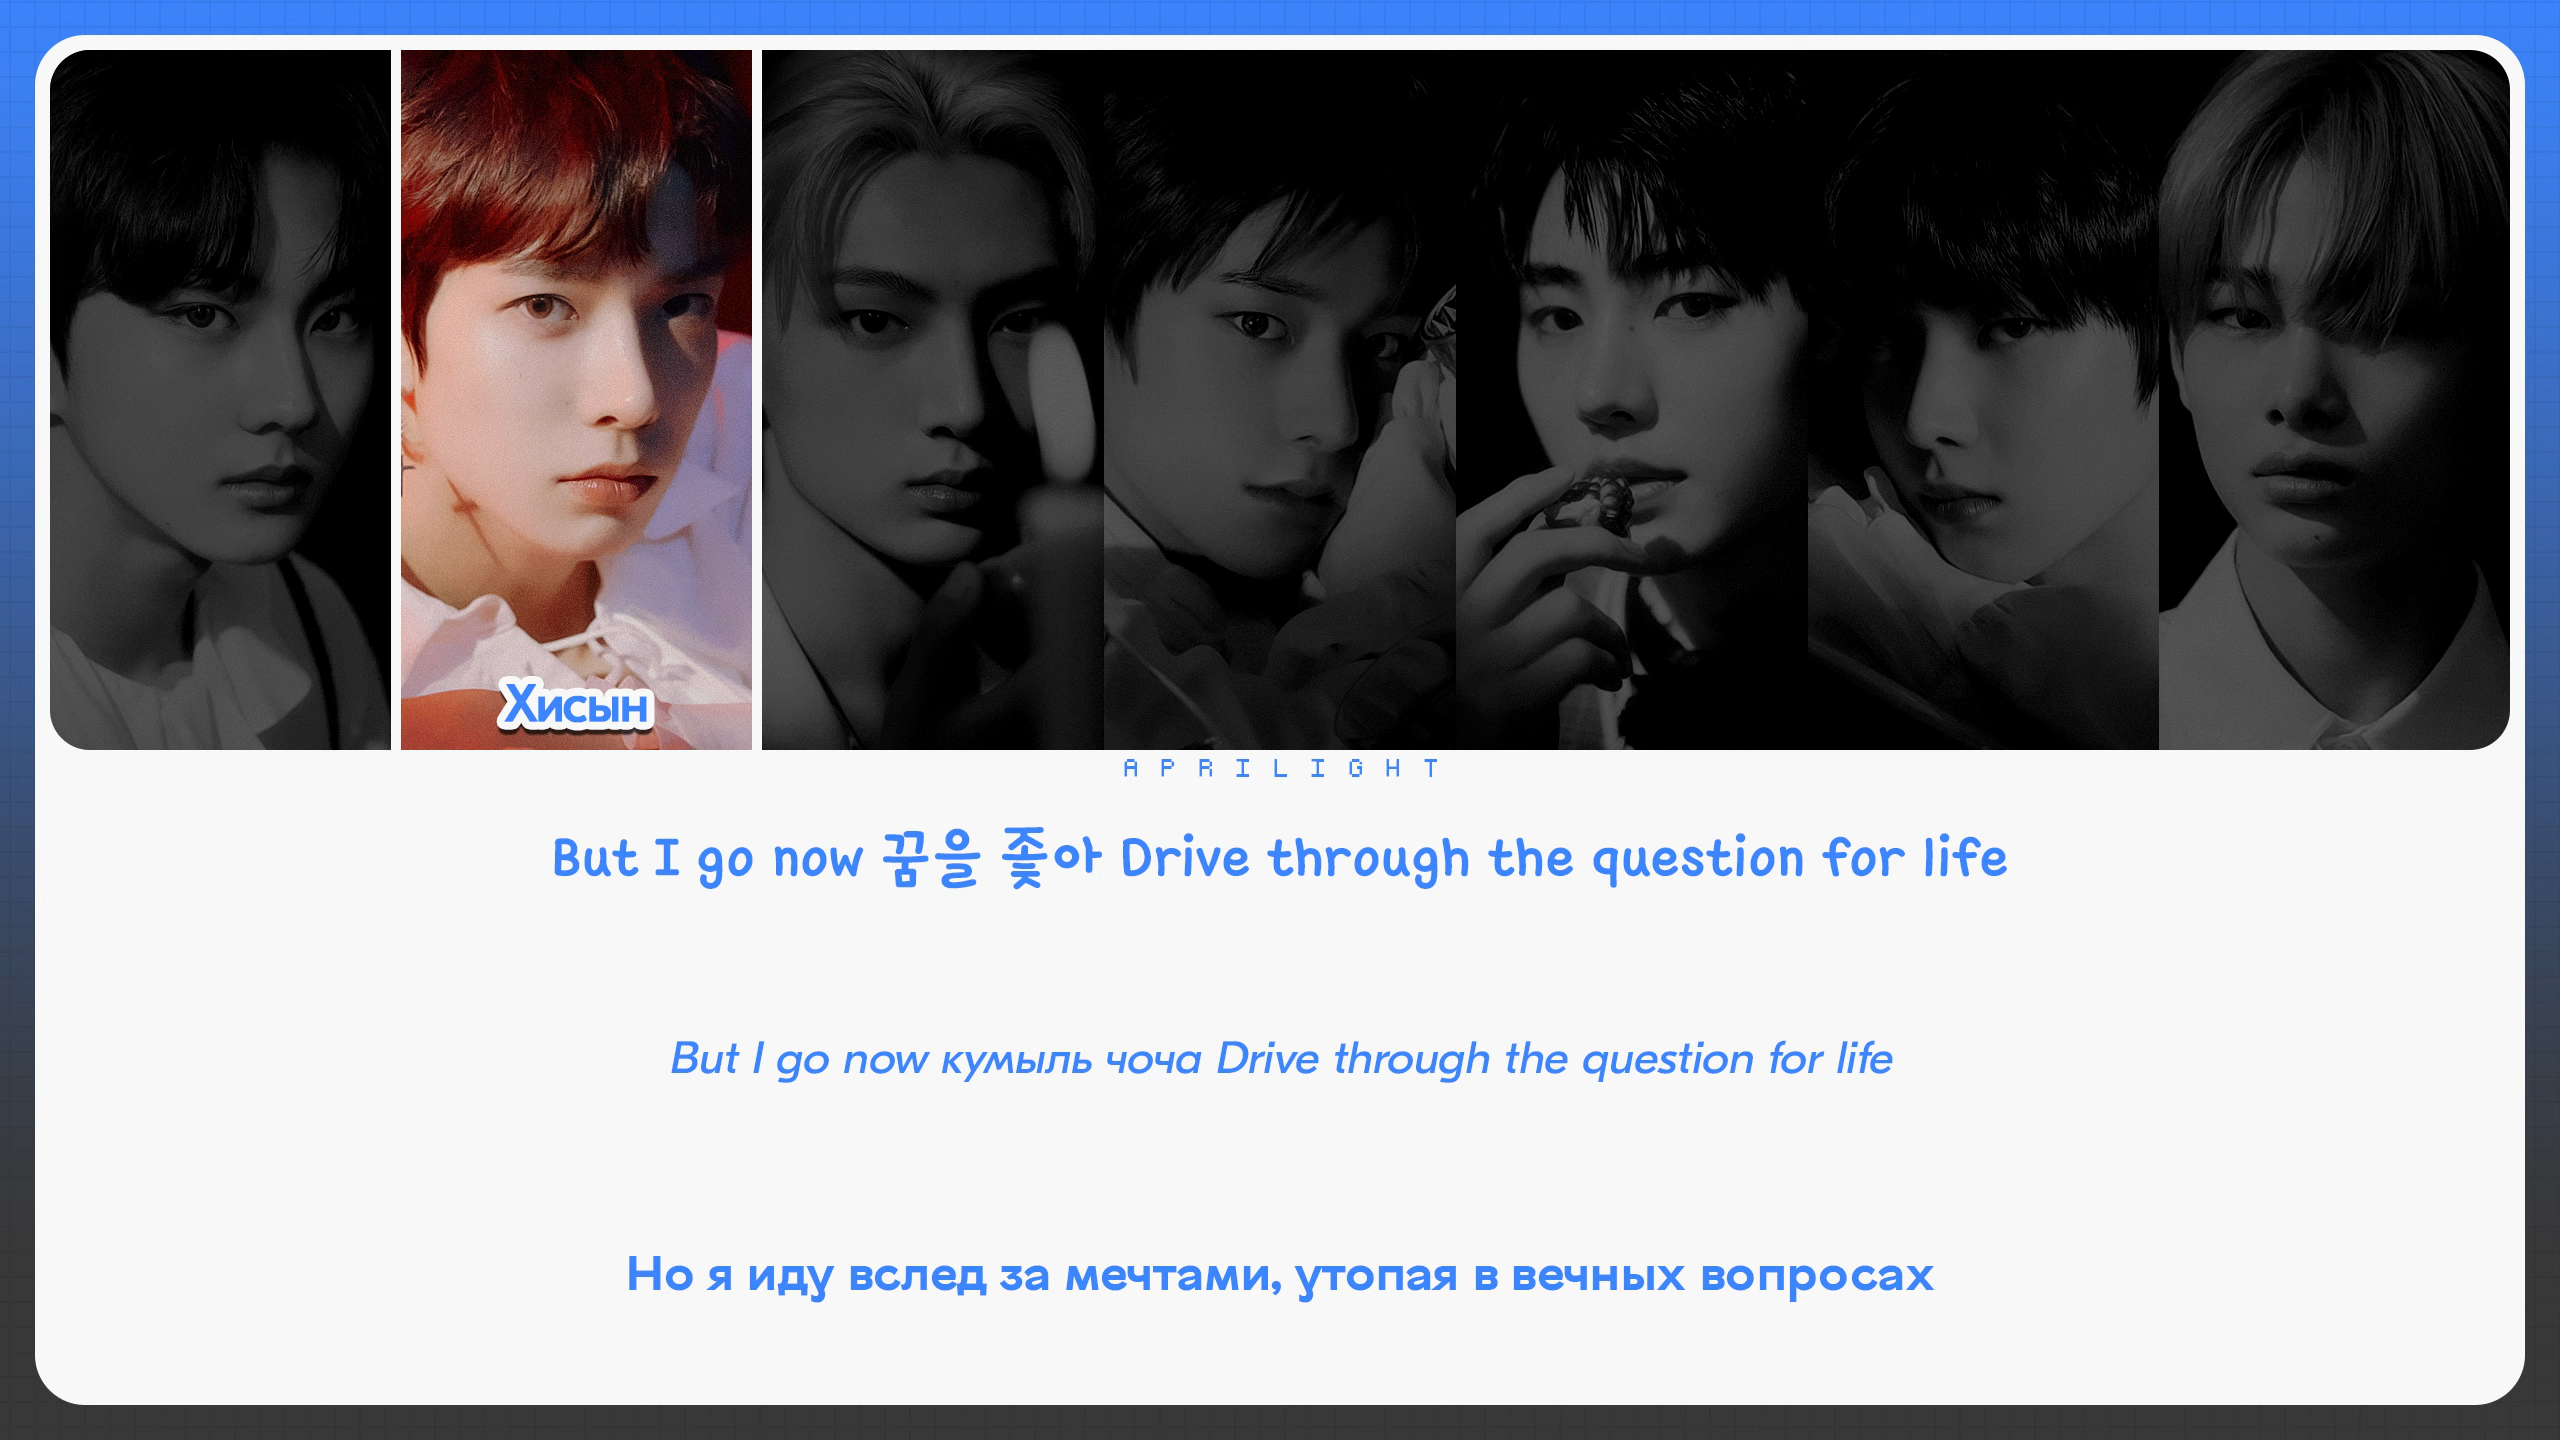 Хисын
APRILIGHT
But I go now 꿈을 좇아 Drive through the question for life
But I go now кумыль чоча Drive through the question for life
Но я иду вслед за мечтами, утопая в вечных вопросах